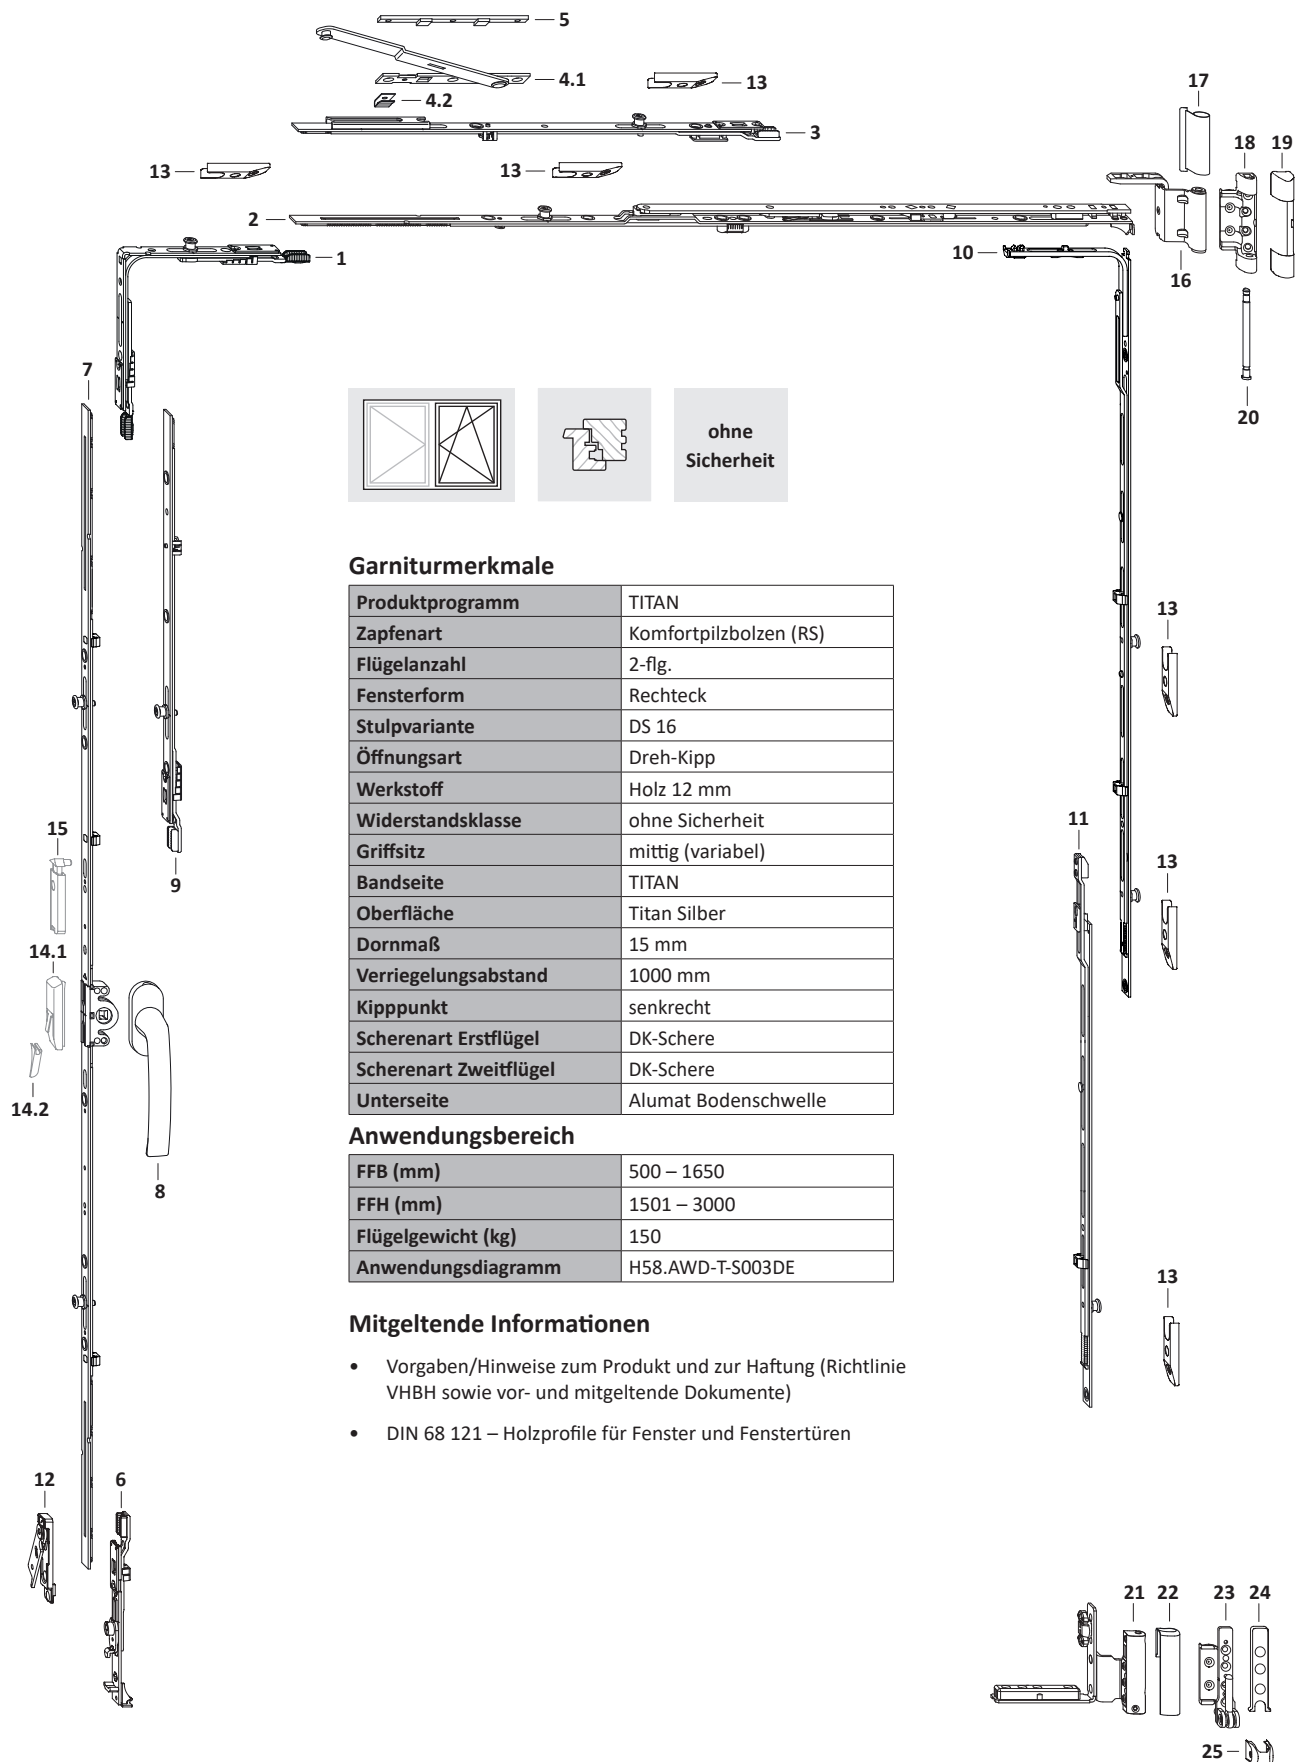 5
4.1
13
4.2
17
3
18
19
13
13
2
1
10
16
7
20
ohne
Sicherheit
Garniturmerkmale
Produktprogramm TITAN
Zapfenart Komfortpilzbolzen (RS)
Flügelanzahl 2-flg.
Fensterform Rechteck
Stulpvariante DS 16
Öffnungsart Dreh-Kipp
Werkstoff Holz 12 mm
Widerstandsklasse ohne Sicherheit
Griffsitz mittig (variabel)
Bandseite TITAN
Oberfläche Titan Silber
Dornmaß 15 mm
Verriegelungsabstand 1000 mm
Kipppunkt senkrecht
Scherenart Erstflügel DK-Schere
Scherenart Zweitflügel DK-Schere
Unterseite Alumat Bodenschwelle
13
11
15
13
9
14.1
14.2
8
Anwendungsbereich
FFB (mm) 500 – 1650
FFH (mm) 1501 – 3000
Flügelgewicht (kg) 150
Anwendungsdiagramm H58.AWD-T-S003DE
13
Mitgeltende Informationen
• Vorgaben/Hinweise zum Produkt und zur Haftung (Richtlinie
VHBH sowie vor- und mitgeltende Dokumente)
• DIN 68 121 – Holzprofile für Fenster und Fenstertüren
12
6
21
22
23
24
25